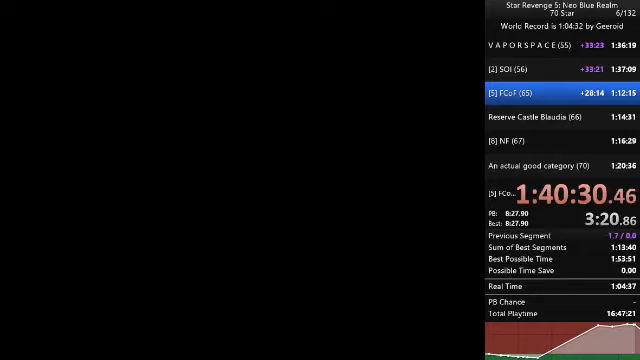 Star Revenge 5: Neo Blue Realm
70 Star 6/132
World Record is 1:04:32 by Geeroid
V A P O R S P A C E (55) +33:23 1:36:19
[2] SOI (56) +33:21 1:37:09
[5] FCoF (65) +28:14 1:12:15
Reserve Castle Blaudia (66) 1:14:31
[8] NF (67) 1:16:29
An actual good category (70) 1:20:36
[5] FCo... 1:40:30.46
PB: 8:27.90
Best: 8:27.90 3:20.86
Previous Segment -1.7 / 0.0
Sum of Best Segments 1:13:40
Best Possible Time 1:53:51
Possible Time Save 0.00
Real Time 1:04:37
PB Chance -
Total Playtime 16:47:21